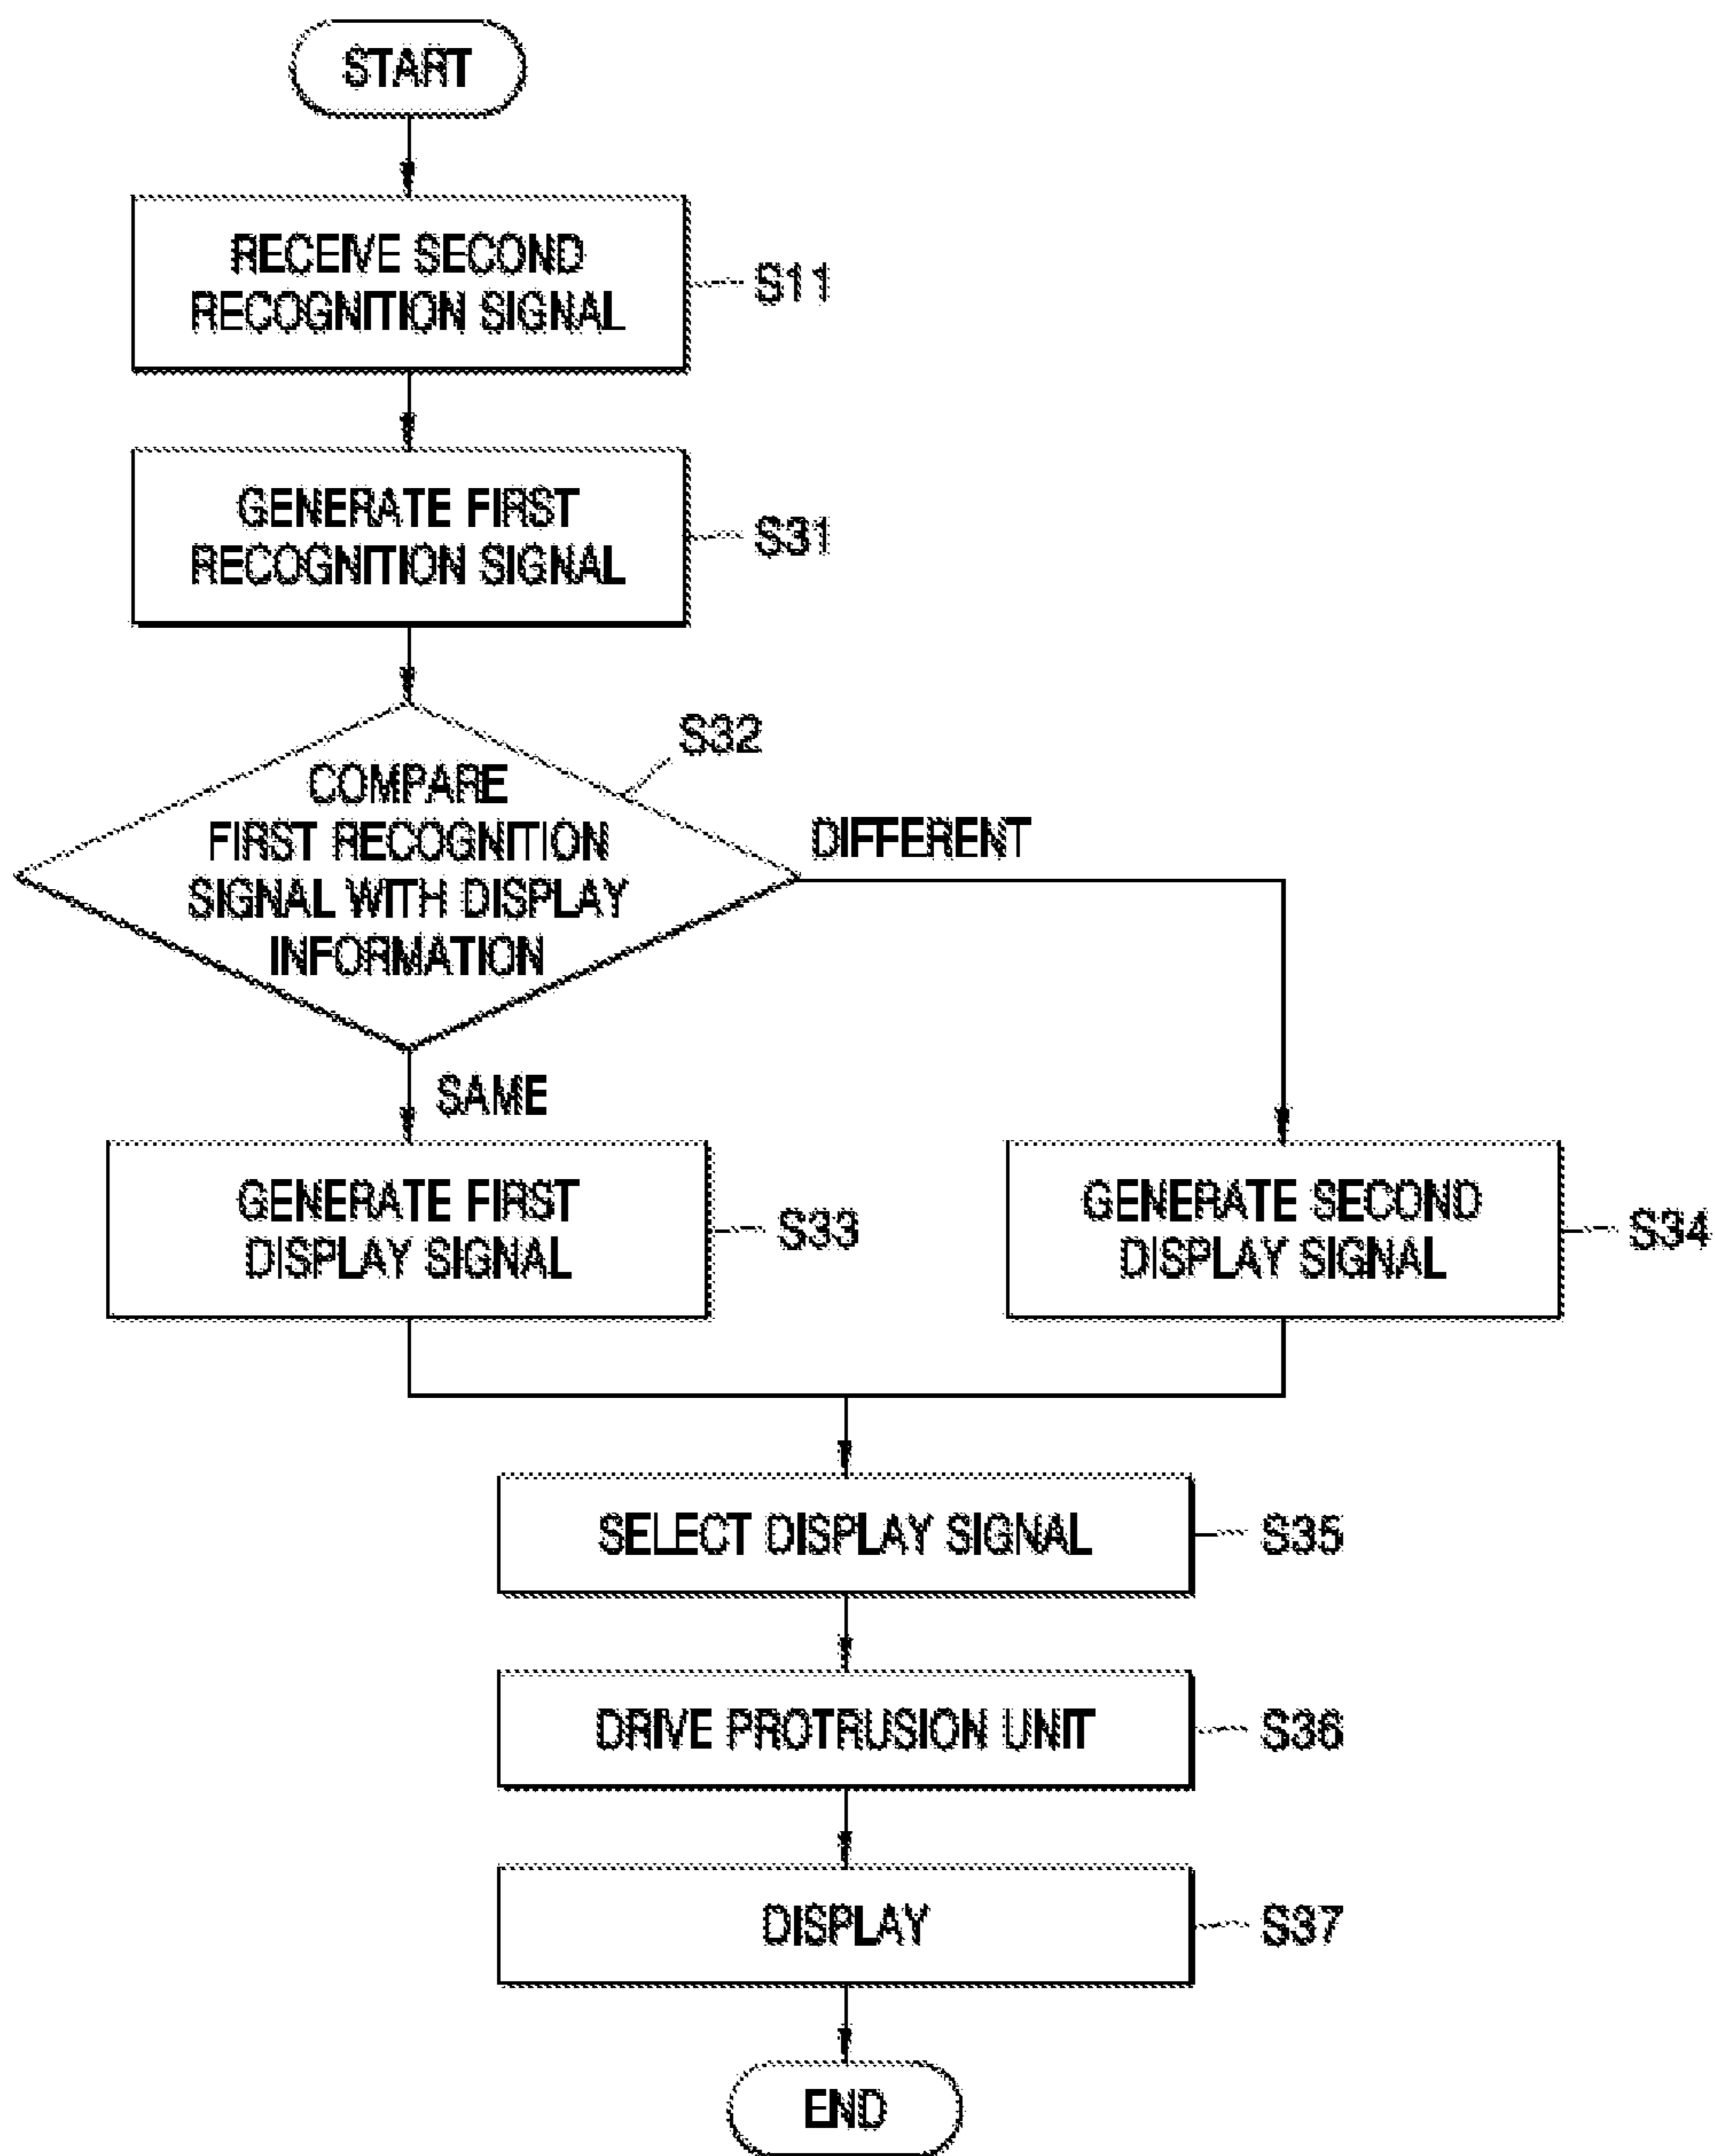 START
RECEIVE SECOND
RECOGNITION SIGNAL
S11
GENERATE FIRST
RECOGNITION SIGNAL
S31
S32
COMPARE
FIRST RECOGNITION
SIGNAL WITH DISPLAY
INFORMATION
DIFFERENT
SAME
GENERATE FIRST
DISPLAY SIGNAL
S33
GENERATE SECOND
DISPLAY SIGNAL
S34
SELECT DISPLAY SIGNAL
S35
DRIVE PROTRUSION UNIT
S36
DISPLAY
S37
END